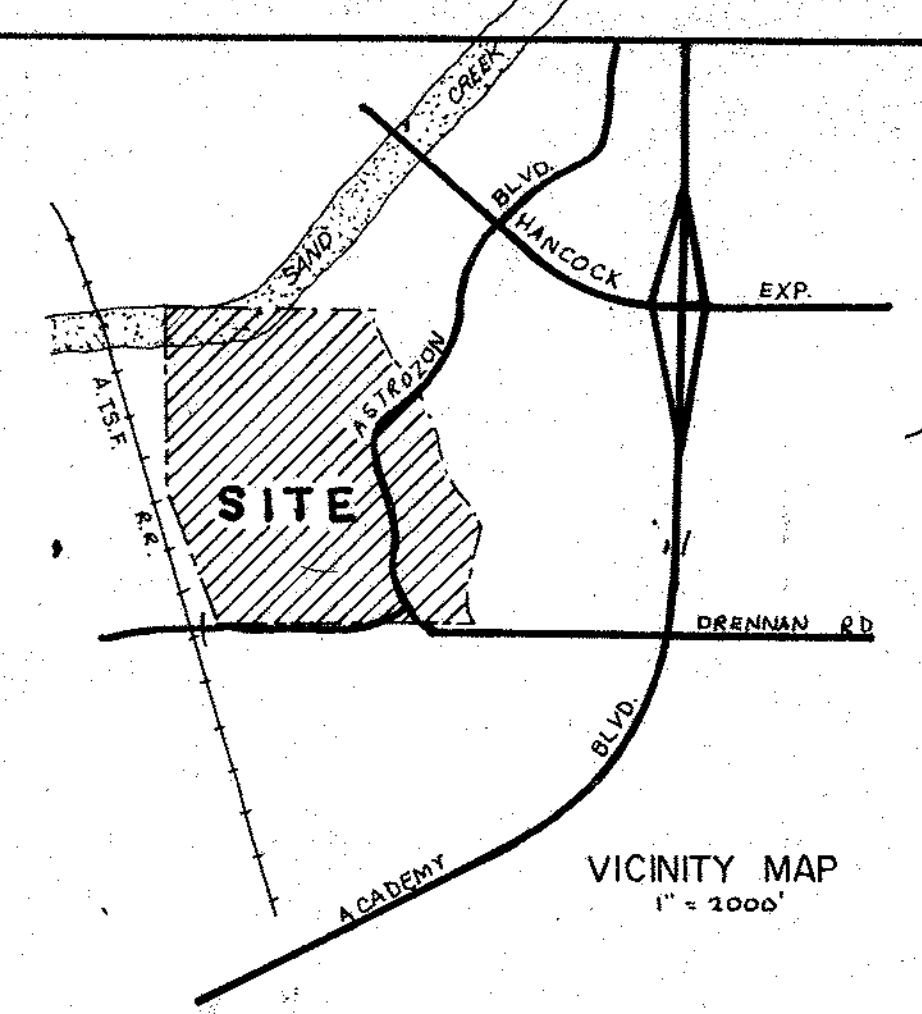 CREEK
SAND
BLVD.
HANCOCK
EXP.
ASTROZON
A.T.S.F.
R.R.
SITE
DRENNAN RD
BLVD.
ACADEMY
VICINITY MAP
1" = 2000'